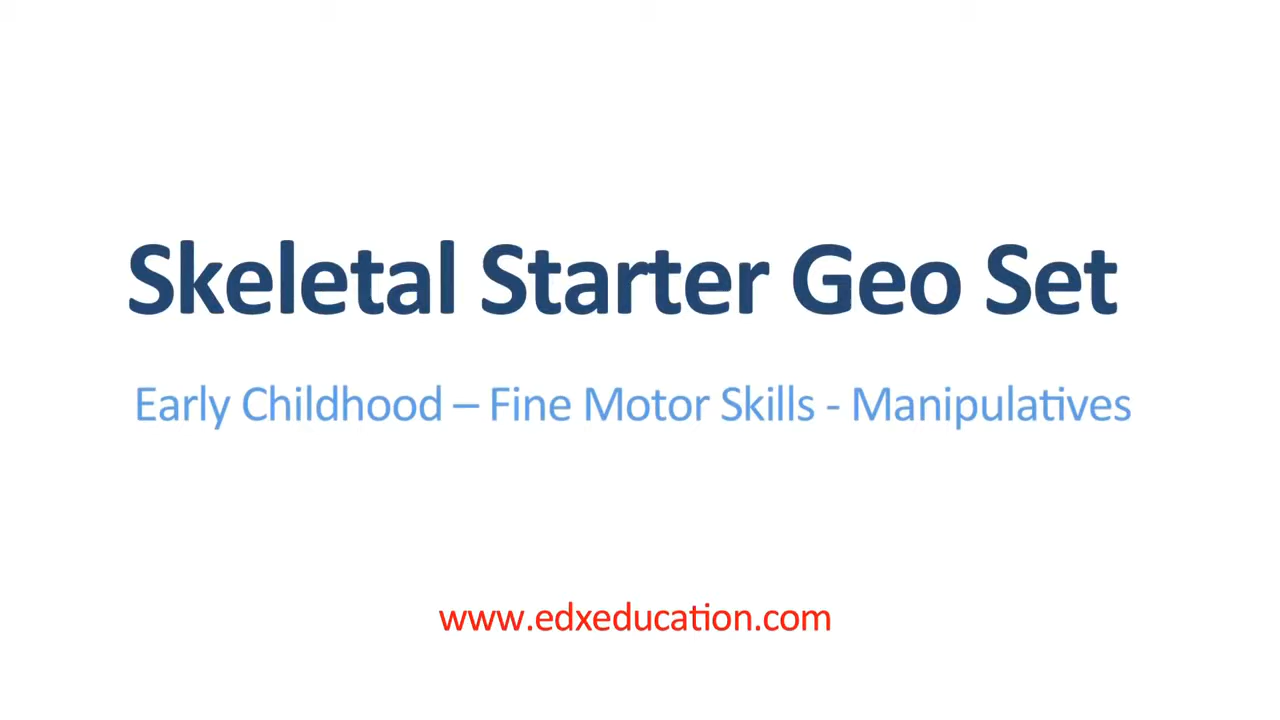 Skeletal Starter Geo Set
Early Childhood – Fine Motor Skills - Manipulatives
www.edxeducation.com